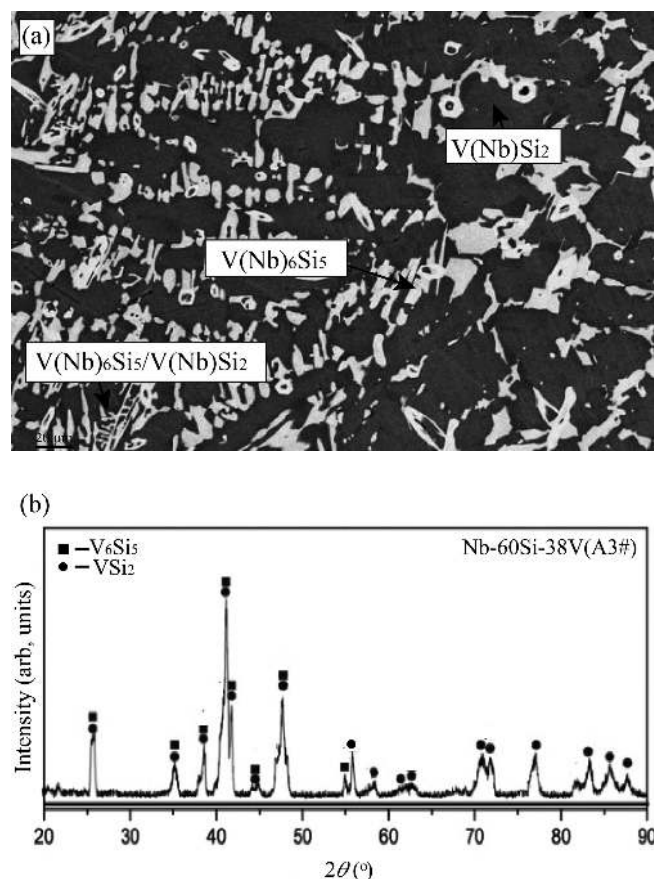 (a)
V(Nb)Si₂
V(Nb)₆Si₅
V(Nb)₆Si₅/V(Nb)Si₂
(b)
■ —V₆Si₅
● —VSi₂
Nb-60Si-38V(A3#)
Intensity (arb, units)
20 30 40 45 50 60 70 80 90
2θ (°)